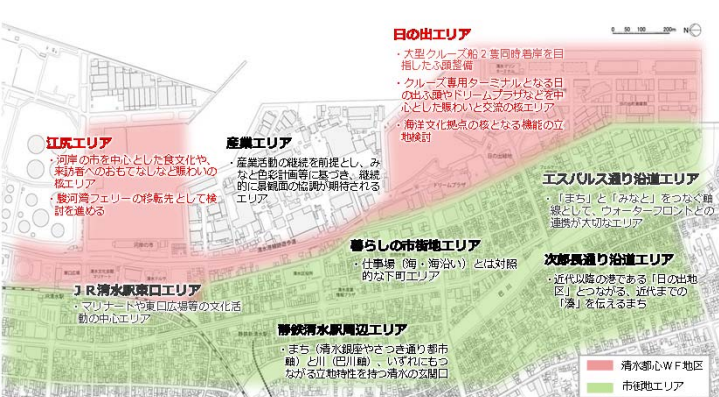 日の出エリア
・大型クルーズ船２隻同時着岸を目
指したふ頭整備
・クルーズ専用ターミナルとなる日
の出ふ頭やドリームプラザなどを中
心とした賑わいと交流の核エリア
・海洋文化拠点の核となる機能の立
地検討
0 50 100 200m N
江尻エリア
・河岸の市を中心とした食文化や、
来訪者へのおもてなしなど賑わいの
核エリア
・駿河湾フェリーの移転先として検
討を進める
産業エリア
・産業活動の継続を前提とし、み
なと色彩計画等に基づき、継続
的に景観面の協調が期待される
エリア
エスパルス通り沿道エリア
・「まち」と「みなと」をつなぐ軸
線として、ウォーターフロントとの
連携が大切なエリア
暮らしの市街地エリア
・仕事場（海・海沿い）とは対照
的な下町エリア
次郎長通り沿道エリア
・近代以降の港である「日の出地
区」とつながる、近代までの
「湊」を伝えるまち
ＪＲ清水駅東口エリア
・マリナートや東口広場等の文化活
動の中心エリア
静鉄清水駅周辺エリア
・まち（清水銀座やさつき通り都市
軸）と川（巴川軸）、いずれにもつ
ながる立地特性を持つ清水の玄関口
清水都心ＷＦ地区
市街地エリア